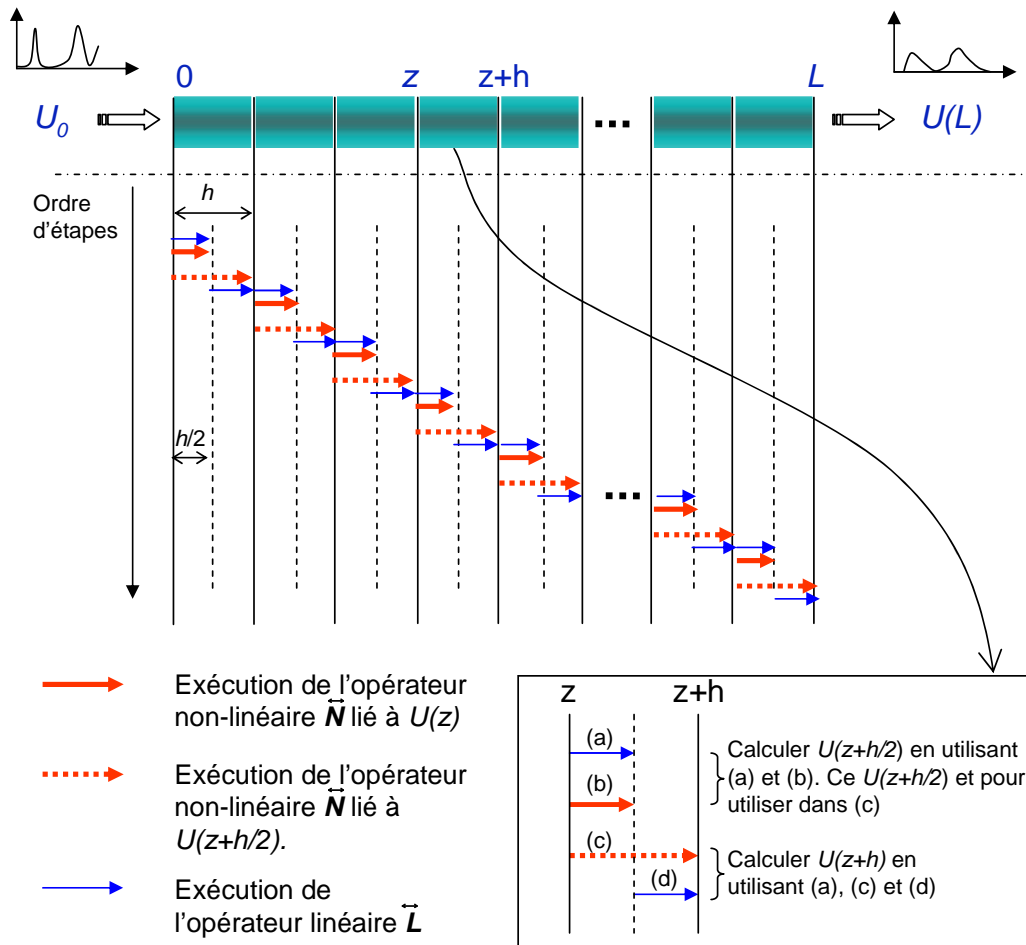 0 z z+h L
U0 U(L)
Ordre
d'étapes
h
h/2
Exécution de l'opérateur
non-linéaire N lié à U(z)
Exécution de l'opérateur
non-linéaire N lié à
U(z+h/2).
Exécution de
l'opérateur linéaire L
z z+h
(a)
(b)
(c)
(d)
Calculer U(z+h/2) en utilisant
(a) et (b). Ce U(z+h/2) et pour
utiliser dans (c)
Calculer U(z+h) en
utilisant (a), (c) et (d)